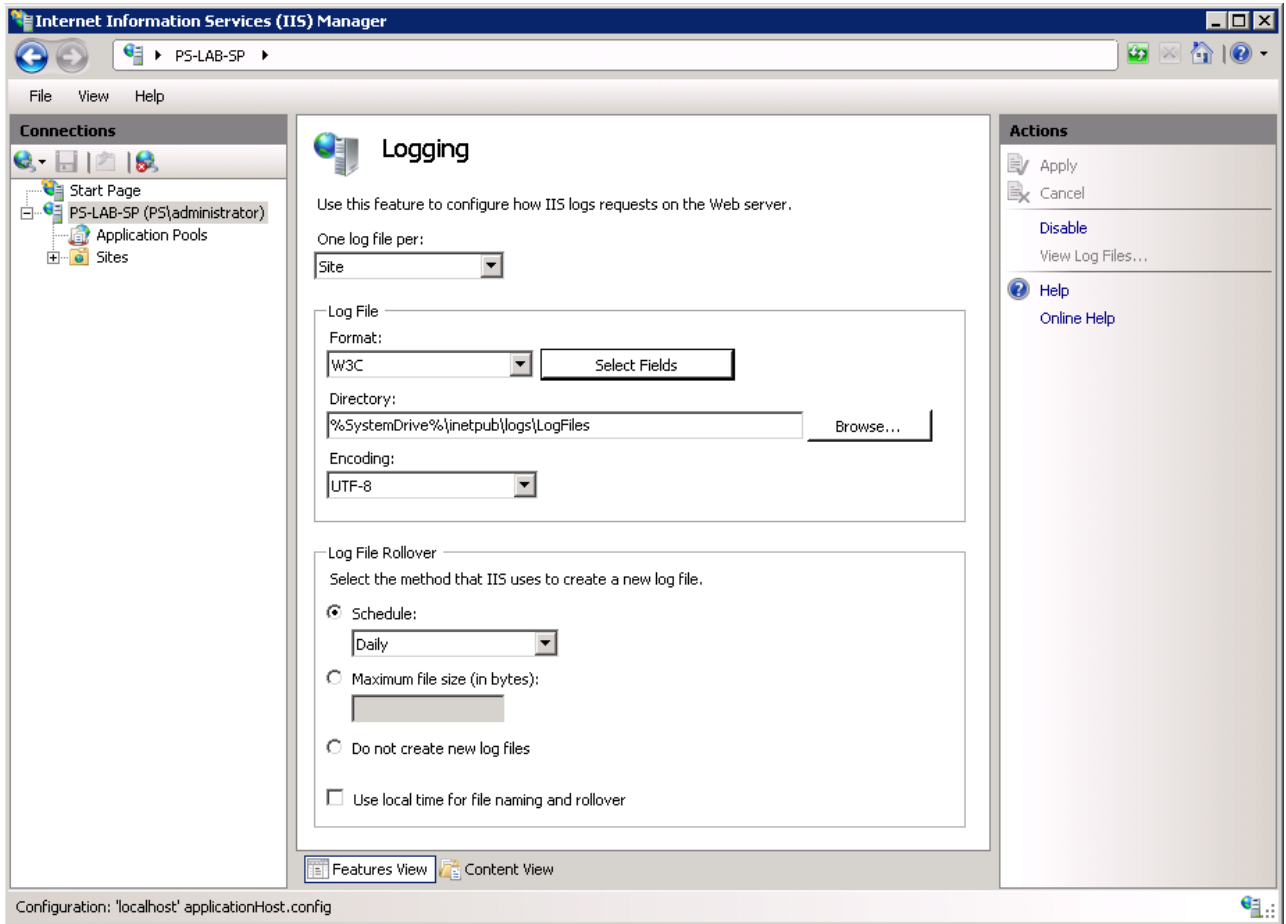 Internet Information Services (IIS) Manager
PS-LAB-SP
File View Help
Connections
Start Page
PS-LAB-SP (PS\administrator)
Application Pools
Sites
Logging
Use this feature to configure how IIS logs requests on the Web server.
One log file per:
Site
Log File
Format:
W3C
Select Fields
Directory:
%SystemDrive%\inetpub\logs\LogFiles
Browse...
Encoding:
UTF-8
Log File Rollover
Select the method that IIS uses to create a new log file.
Schedule:
Daily
Maximum file size (in bytes):
Do not create new log files
Use local time for file naming and rollover
Features View
Content View
Actions
Apply
Cancel
Disable
View Log Files...
Help
Online Help
Configuration: 'localhost' applicationHost.config